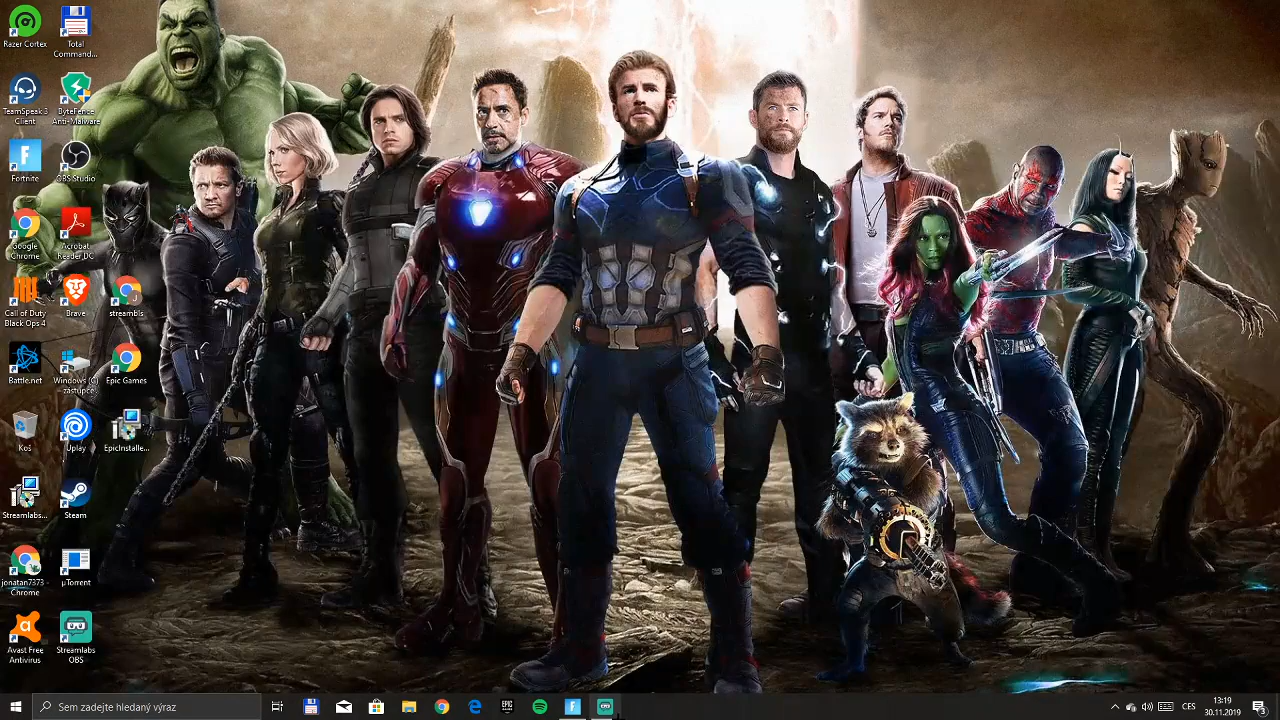 Razer Cortex
Total
Command...
TeamSpeak 3
Client
ByteFence
Anti-Malware
Fortnite
OBS Studio
Google
Chrome
Acrobat
Reader DC
Call of Duty
Black Ops 4
Brave
streambls
Battle.net
Windows (C)
- zástupce
Epic Games
Koš
Uplay
EpicInstalle...
Streamlabs...
Steam
jonatan7373 -
Chrome
µTorrent
Avast Free
Antivirus
Streamlabs
OBS
Sem zadejte hledaný výraz
EPIC
GAMES
CES
13:19
30.11.2019